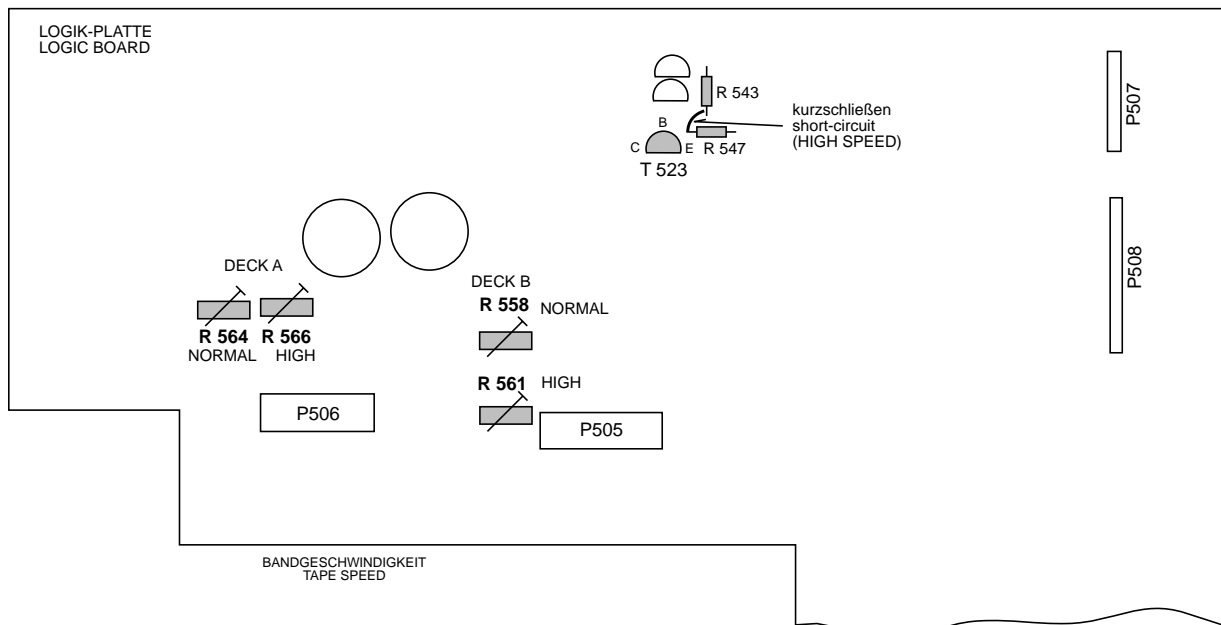 LOGIK-PLATTE
LOGIC BOARD
R 543
kurzschließen
short-circuit
(HIGH SPEED)
B
C
E
R 547
T 523
P507
P508
DECK A
R 564
NORMAL
R 566
HIGH
DECK B
R 558
NORMAL
R 561
HIGH
P506
P505
BANDGESCHWINDIGKEIT
TAPE SPEED